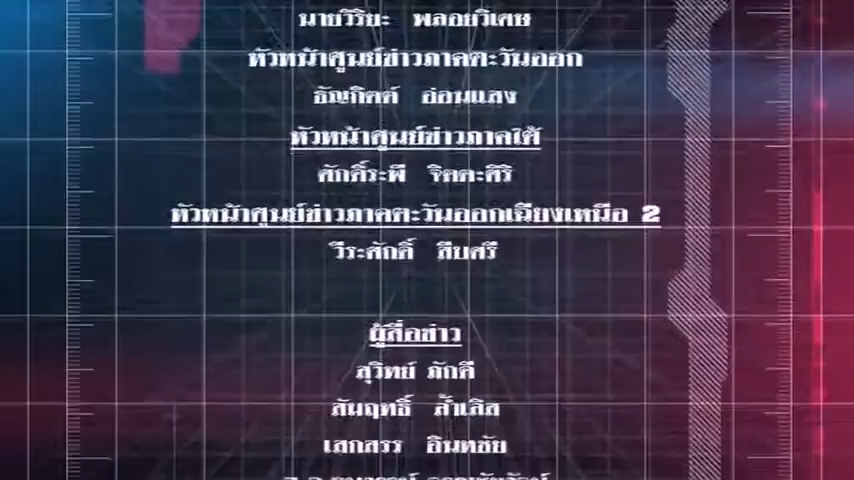 นายวิริยะ พลอยวิเศษ
หัวหน้าศูนย์ข่าวภาคตะวันออก
ธัญกิตต์ อ่อนแสง
หัวหน้าศูนย์ข่าวภาคใต้
ศักดิ์ระพี จิตตะศิริ
หัวหน้าศูนย์ข่าวภาคตะวันออกเฉียงเหนือ 2
วีระศักดิ์ สืบศรี
ผู้สื่อข่าว
สุวิทย์ ภักดี
สัมฤทธิ์ ล้ำเลิส
เสกสรร อินทชัย